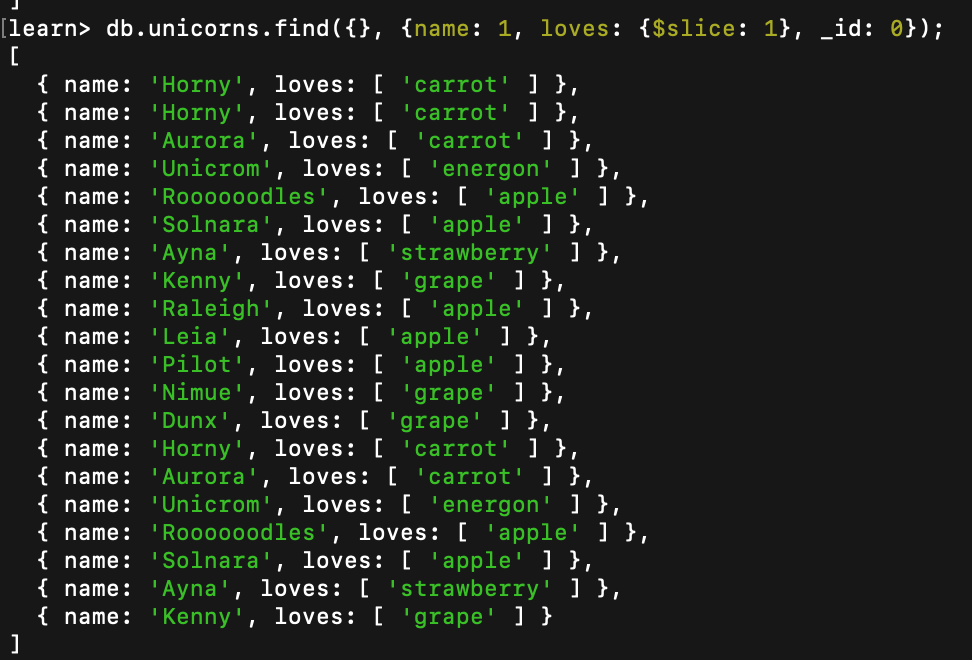 ]
[learn> db.unicorns.find({}, {name: 1, loves: {$slice: 1}, _id: 0});
[
  { name: 'Horny', loves: [ 'carrot' ] },
  { name: 'Horny', loves: [ 'carrot' ] },
  { name: 'Aurora', loves: [ 'carrot' ] },
  { name: 'Unicrom', loves: [ 'energon' ] },
  { name: 'Roooooodles', loves: [ 'apple' ] },
  { name: 'Solnara', loves: [ 'apple' ] },
  { name: 'Ayna', loves: [ 'strawberry' ] },
  { name: 'Kenny', loves: [ 'grape' ] },
  { name: 'Raleigh', loves: [ 'apple' ] },
  { name: 'Leia', loves: [ 'apple' ] },
  { name: 'Pilot', loves: [ 'apple' ] },
  { name: 'Nimue', loves: [ 'grape' ] },
  { name: 'Dunx', loves: [ 'grape' ] },
  { name: 'Horny', loves: [ 'carrot' ] },
  { name: 'Aurora', loves: [ 'carrot' ] },
  { name: 'Unicrom', loves: [ 'energon' ] },
  { name: 'Roooooodles', loves: [ 'apple' ] },
  { name: 'Solnara', loves: [ 'apple' ] },
  { name: 'Ayna', loves: [ 'strawberry' ] },
  { name: 'Kenny', loves: [ 'grape' ] }
]